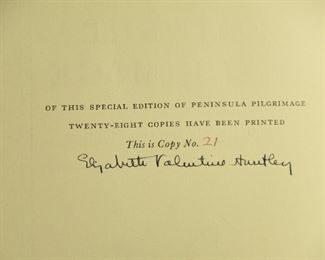 OF THIS SPECIAL EDITION OF PENINSULA PILGRIMAGE
TWENTY-EIGHT COPIES HAVE BEEN PRINTED
This is Copy No. 21
Elizabeth Valentine Huntley